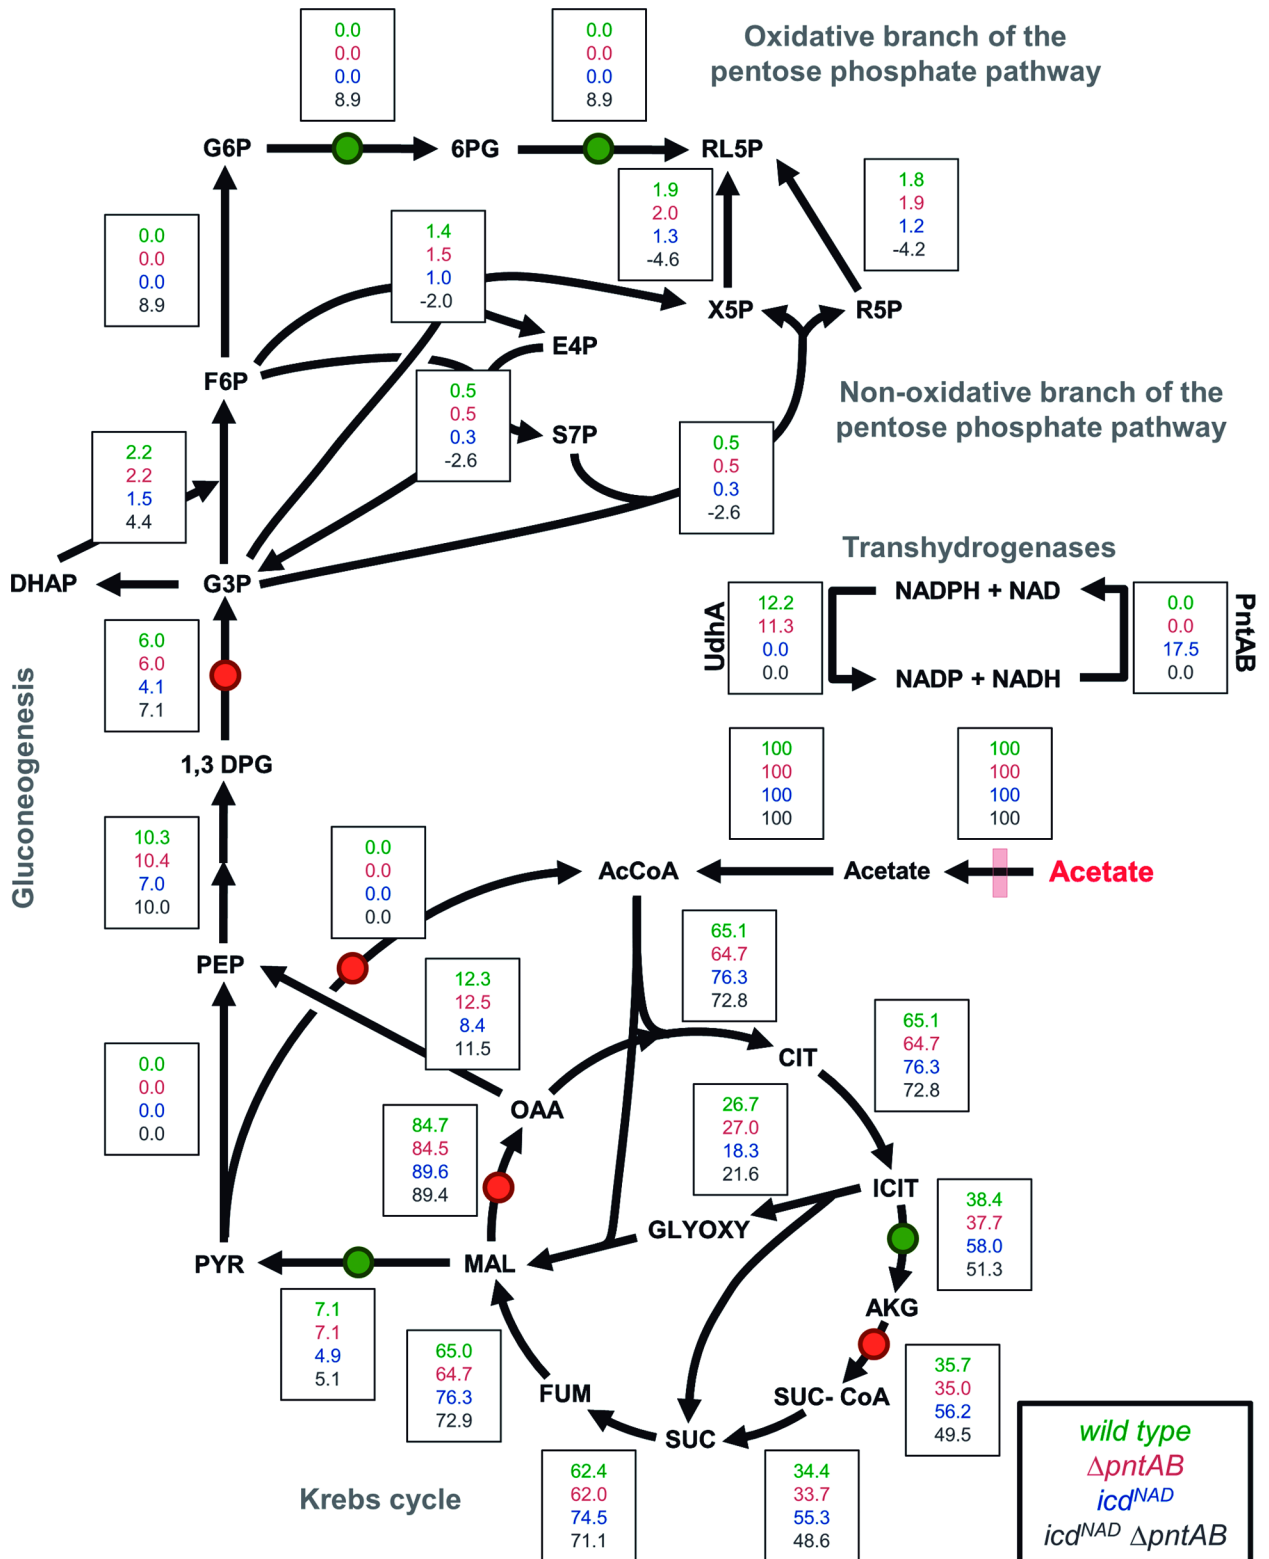 0.0
0.0
0.0
8.9
0.0
0.0
0.0
8.9
Oxidative branch of the
pentose phosphate pathway
G6P
6PG
RL5P
1.9
2.0
1.3
-4.6
1.8
1.9
1.2
-4.2
0.0
0.0
0.0
8.9
1.4
1.5
1.0
-2.0
X5P
R5P
E4P
F6P
0.5
0.5
0.3
-2.6
Non-oxidative branch of the
pentose phosphate pathway
S7P
2.2
2.2
1.5
4.4
0.5
0.5
0.3
-2.6
DHAP
G3P
Transhydrogenases
UdhA
12.2
11.3
0.0
0.0
NADPH + NAD
NADP + NADH
0.0
0.0
17.5
0.0
PntAB
6.0
6.0
4.1
7.1
Gluconeogenesis
1,3 DPG
100
100
100
100
100
100
100
100
10.3
10.4
7.0
10.0
0.0
0.0
0.0
0.0
AcCoA
Acetate
Acetate
PEP
65.1
64.7
76.3
72.8
12.3
12.5
8.4
11.5
65.1
64.7
76.3
72.8
0.0
0.0
0.0
0.0
CIT
OAA
26.7
27.0
18.3
21.6
84.7
84.5
89.6
89.4
ICIT
38.4
37.7
58.0
51.3
GLYOXY
PYR
MAL
AKG
7.1
7.1
4.9
5.1
65.0
64.7
76.3
72.9
35.7
35.0
56.2
49.5
FUM
SUC- CoA
SUC
62.4
62.0
74.5
71.1
34.4
33.7
55.3
48.6
Krebs cycle
wild type
ΔpntAB
icdNAD
icdNAD ΔpntAB